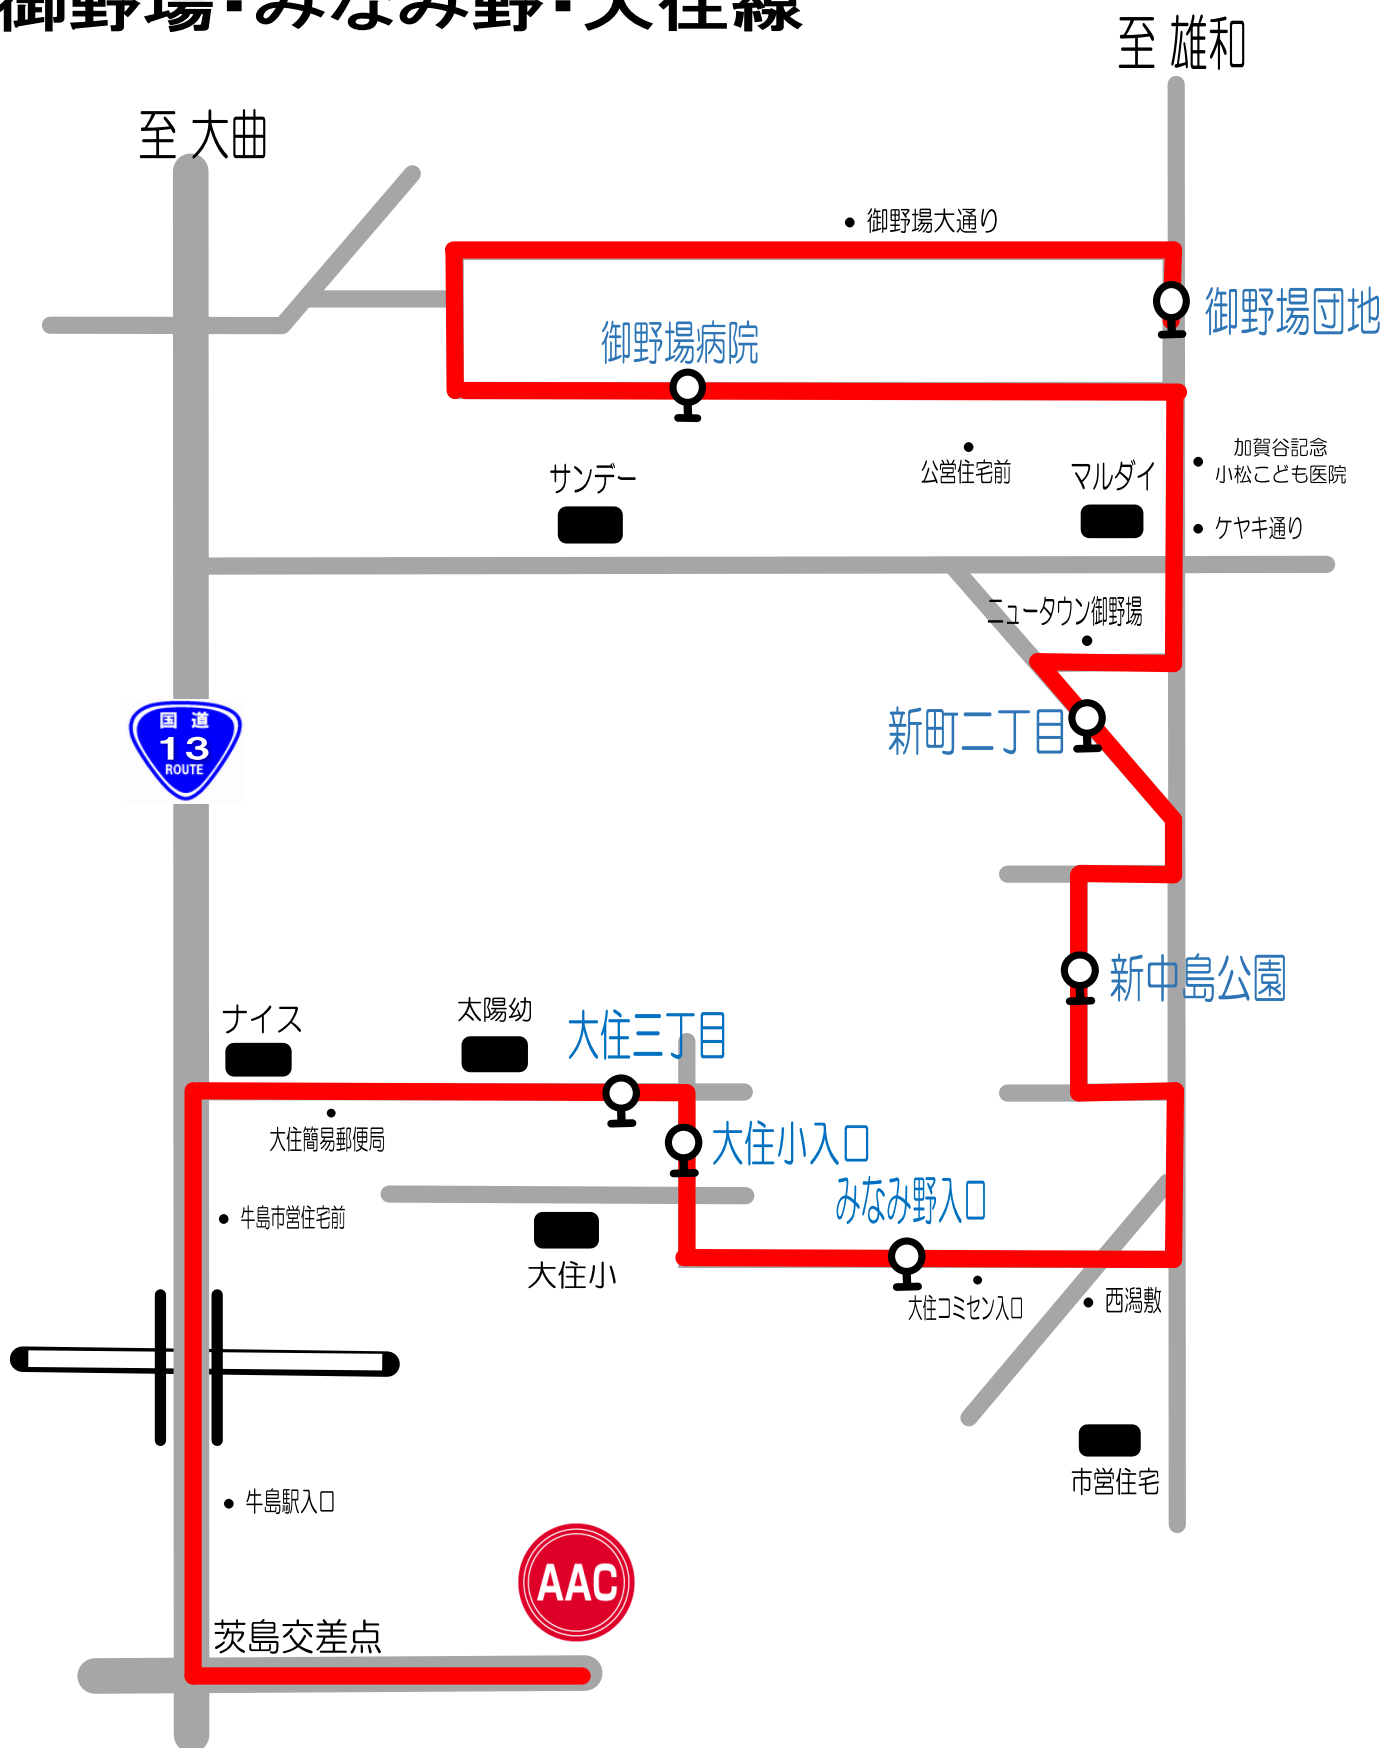 御野場・みなみ野・大住線
至 雄和
至 大曲
御野場大通り
御野場団地
御野場病院
加賀谷記念
小松こども医院
公営住宅前
マルダイ
サンデー
ケヤキ通り
ニュータウン御野場
国道
13
ROUTE
新町二丁目
新中島公園
ナイス
太陽幼
大住三丁目
大住簡易郵便局
大住小入口
みなみ野入口
牛島市営住宅前
大住小
大住コミセン入口
西潟敷
市営住宅
牛島駅入口
AAC
茨島交差点